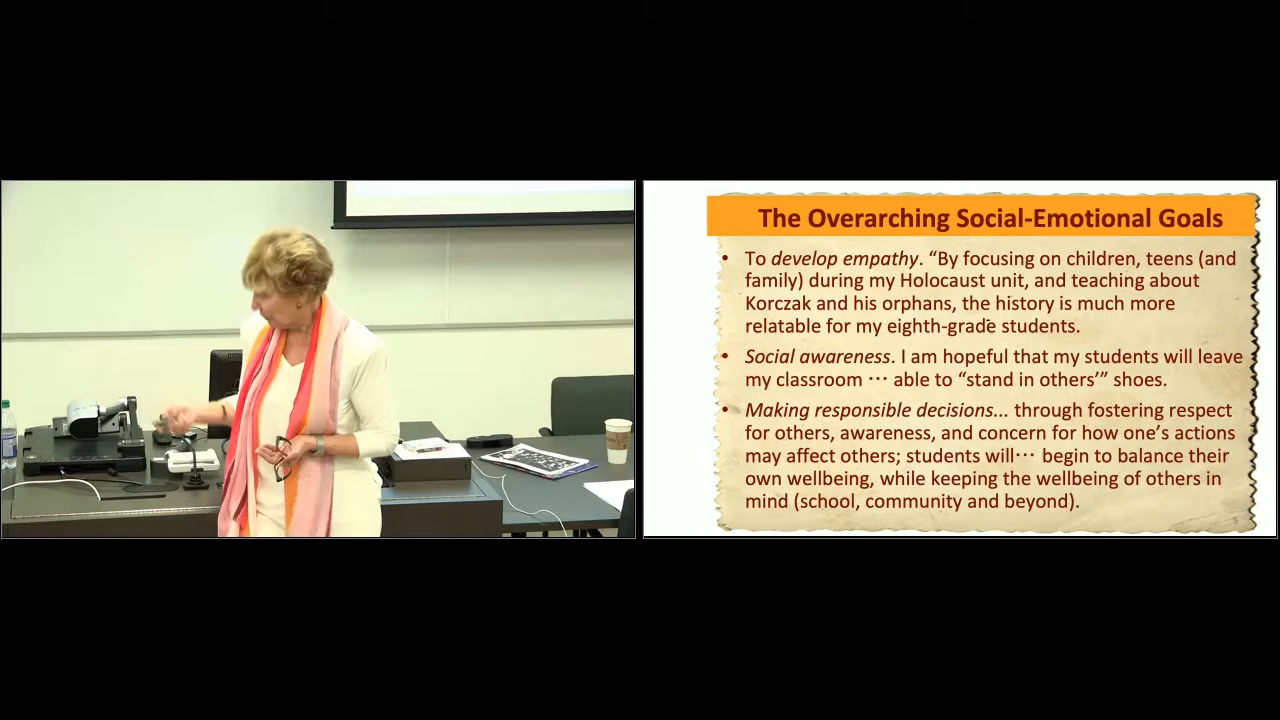 The Overarching Social-Emotional Goals
• To develop empathy. “By focusing on children, teens (and
family) during my Holocaust unit, and teaching about
Korczak and his orphans, the history is much more
relatable for my eighth-grade students.
• Social awareness. I am hopeful that my students will leave
my classroom ··· able to “stand in others’” shoes.
• Making responsible decisions... through fostering respect
for others, awareness, and concern for how one’s actions
may affect others; students will··· begin to balance their
own wellbeing, while keeping the wellbeing of others in
mind (school, community and beyond).
5